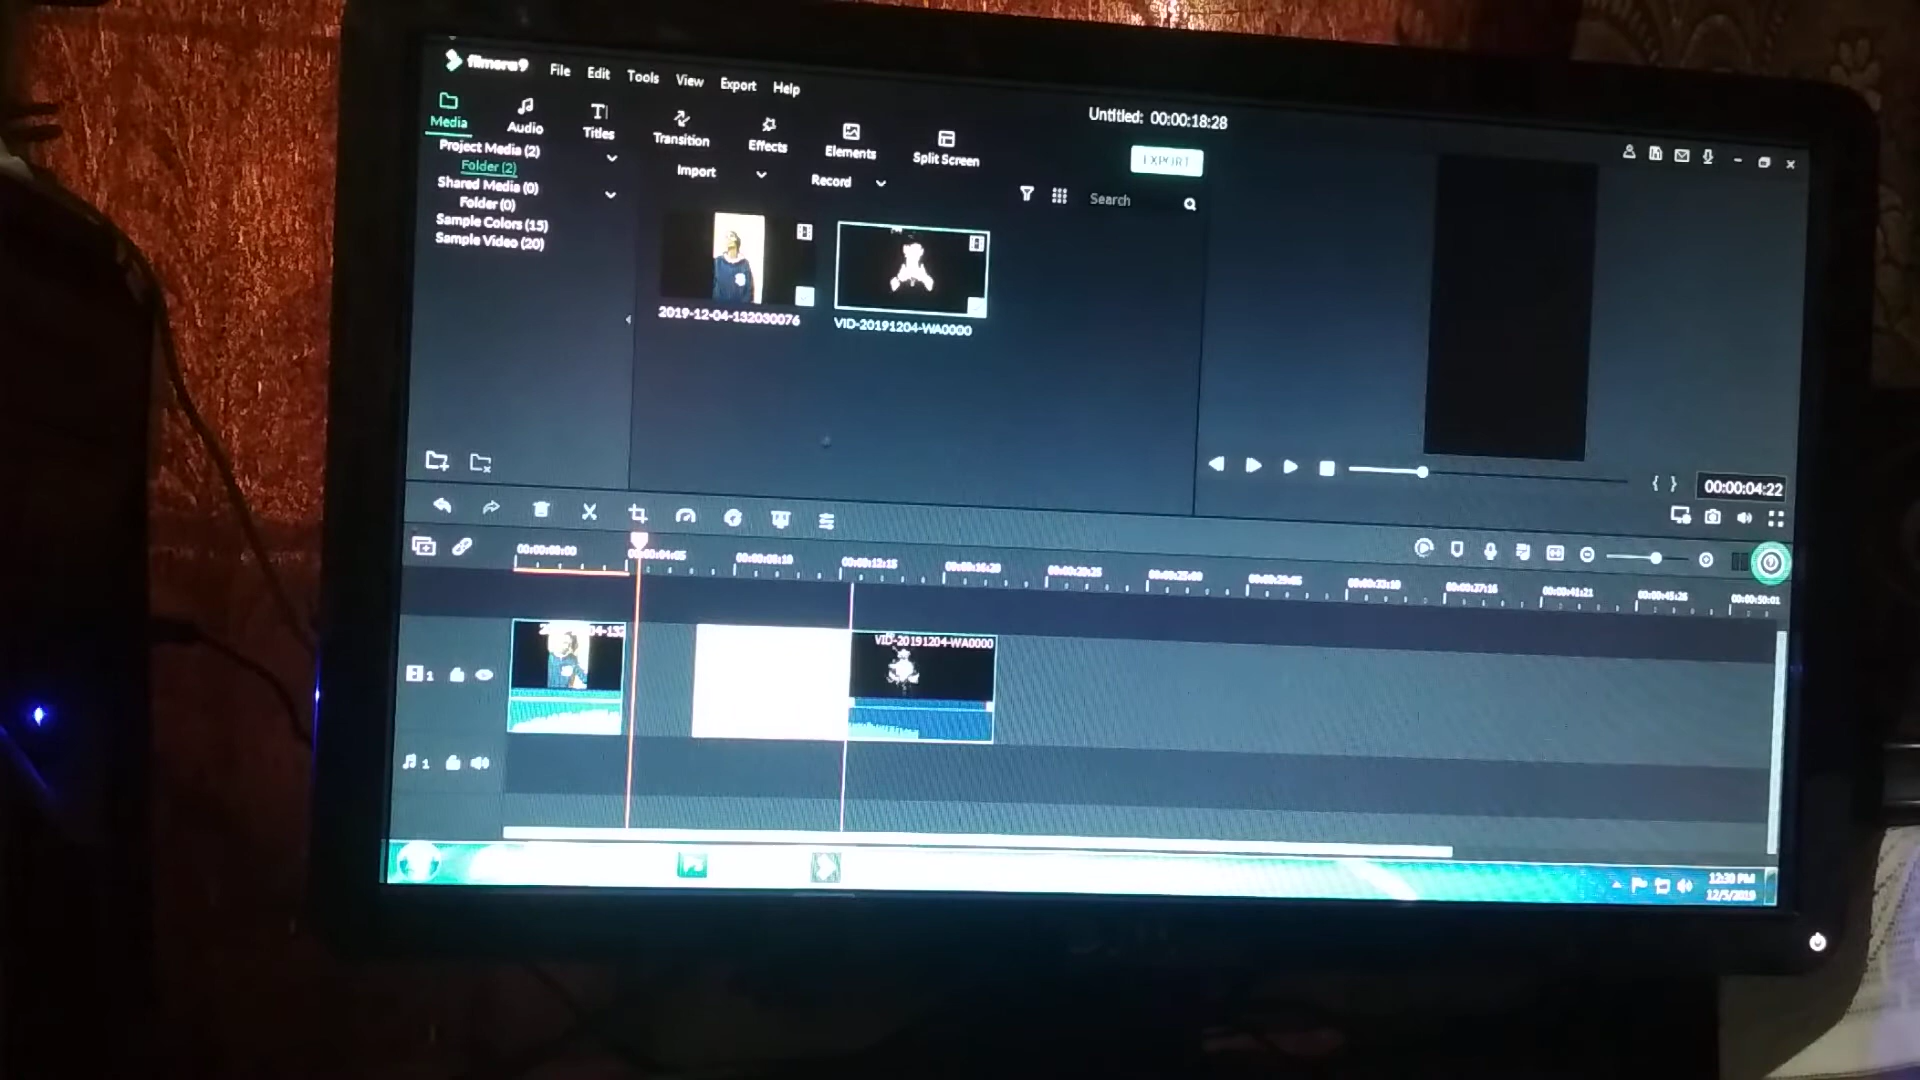 filmora9
File Edit Tools View Export Help
Untitled: 00:00:18:28
Media
Audio
Titles
Transition
Effects
Elements
Split Screen
EXPORT
Project Media (2)
Folder (2)
Shared Media (0)
Folder (0)
Sample Colors (15)
Sample Video (20)
Import
Record
Search
2019-12-04-132030076
VID-20191204-WA0000
{ }
00:00:04:22
00:00:00:00
00:00:04:05
00:00:08:10
00:00:12:15
00:00:16:20
00:00:20:25
00:00:25:00
00:00:29:05
00:00:33:10
00:00:37:16
00:00:41:21
00:00:45:26
00:00:50:01
VID-20191204-WA0000
1
1
12:30 PM
12/5/2019